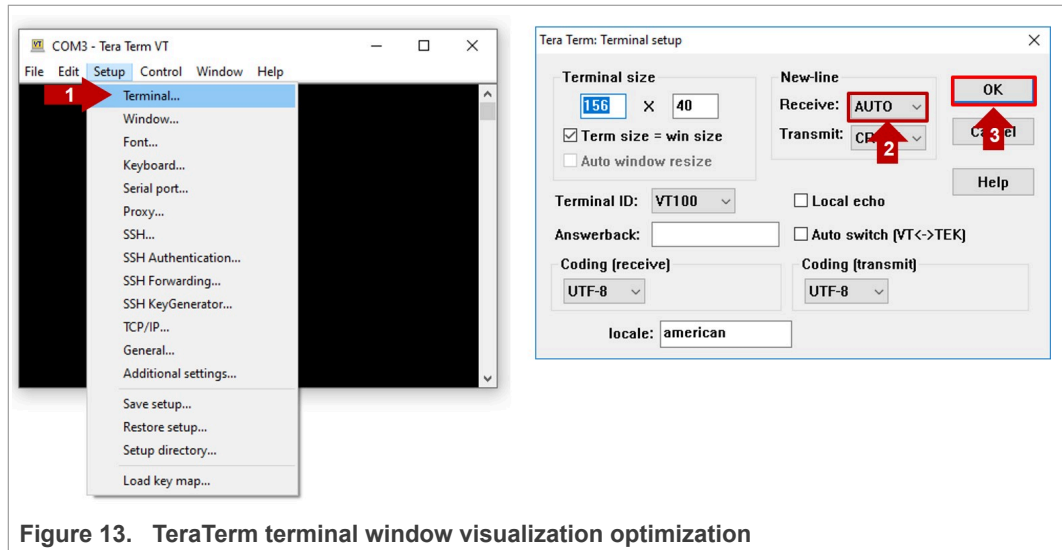 COM3 - Tera Term VT
File Edit Setup Control Window Help
1
Terminal...
Window...
Font...
Keyboard...
Serial port...
Proxy...
SSH...
SSH Authentication...
SSH Forwarding...
SSH KeyGenerator...
TCP/IP...
General...
Additional settings...
Save setup...
Restore setup...
Setup directory...
Load key map...
Tera Term: Terminal setup
Terminal size
156 X 40
Term size = win size
Auto window resize
New-line
Receive: AUTO
Transmit:
2
OK
3
Help
Terminal ID: VT100
Local echo
Answerback:
Auto switch (VT<->TEK)
Coding (receive)
UTF-8
Coding (transmit)
UTF-8
locale: american
Figure 13. TeraTerm terminal window visualization optimization